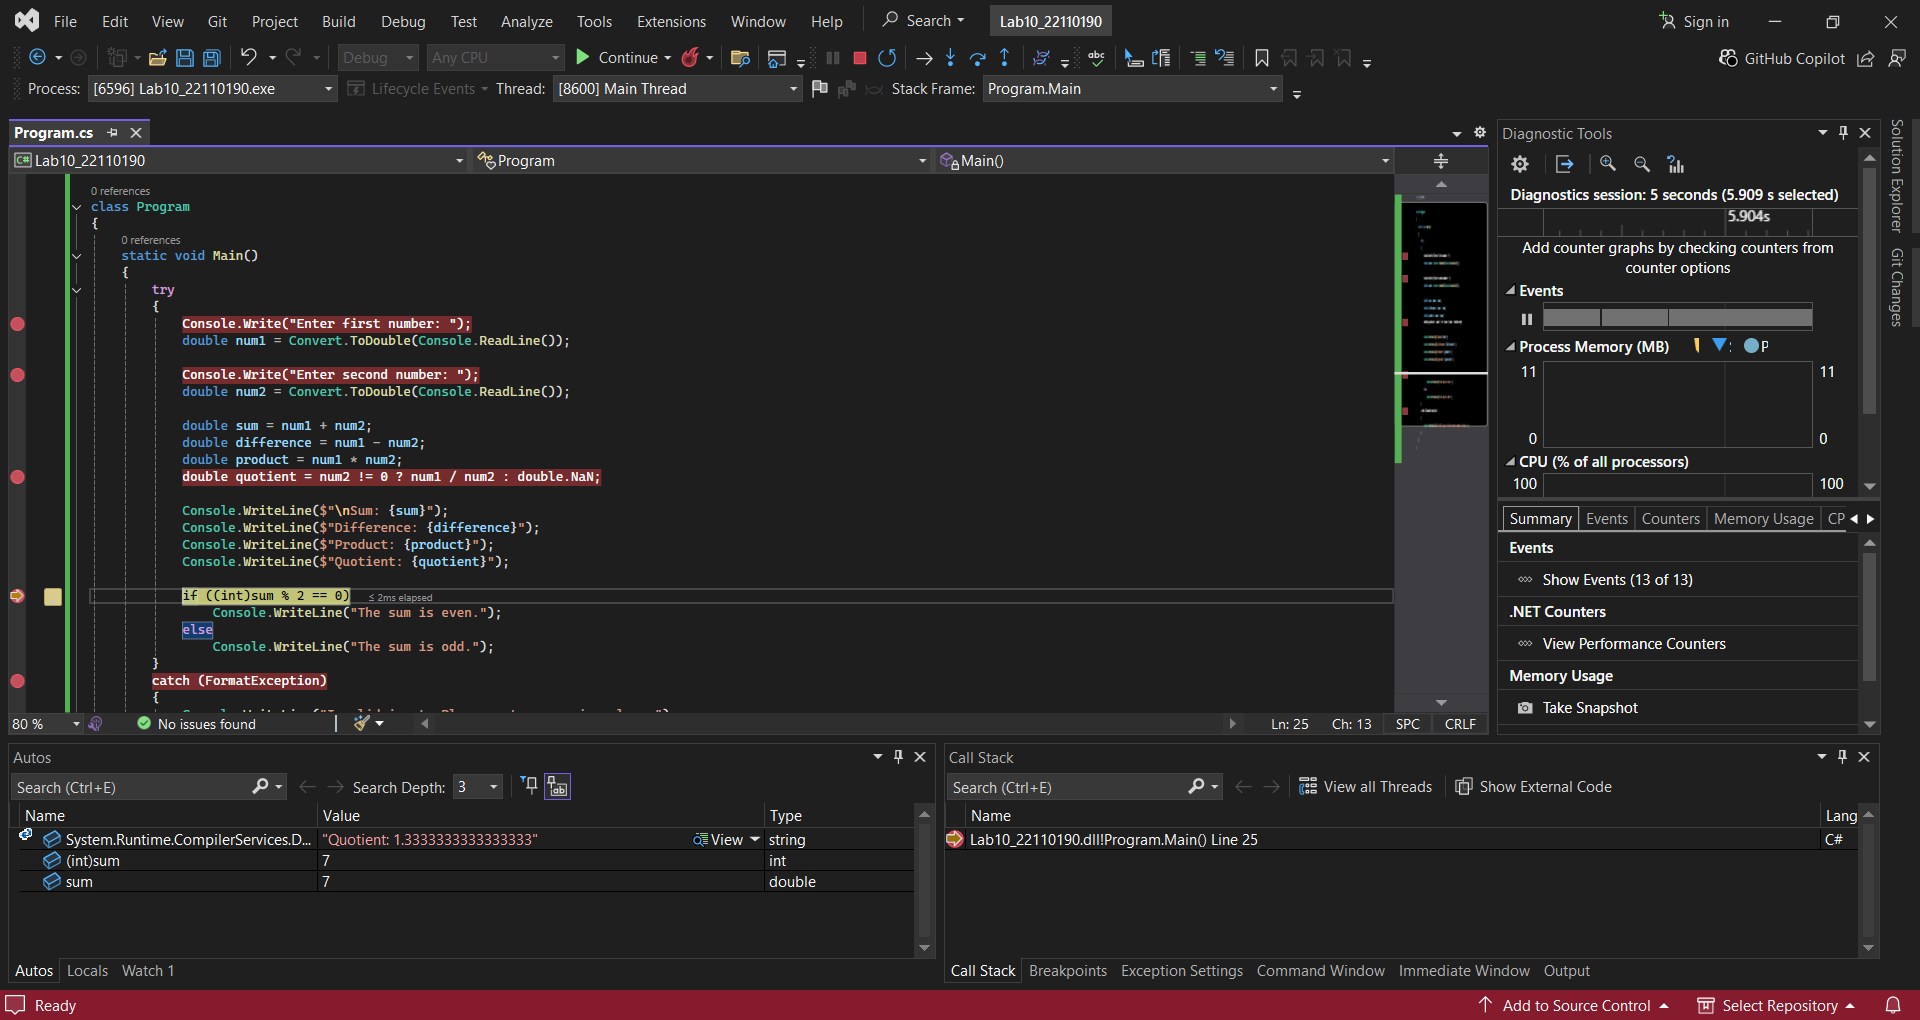 File Edit View Git Project Build Debug Test Analyze Tools Extensions Window Help Search Lab10_22110190 Sign in
Debug Any CPU Continue GitHub Copilot
Process: [6596] Lab10_22110190.exe Lifecycle Events Thread: [8600] Main Thread Stack Frame: Program.Main
Program.cs
Lab10_22110190 Program Main()
0 references
class Program
{
0 references
static void Main()
{
try
{
Console.Write("Enter first number: ");
double num1 = Convert.ToDouble(Console.ReadLine());
Console.Write("Enter second number: ");
double num2 = Convert.ToDouble(Console.ReadLine());
double sum = num1 + num2;
double difference = num1 - num2;
double product = num1 * num2;
double quotient = num2 != 0 ? num1 / num2 : double.NaN;
Console.WriteLine($"\nSum: {sum}");
Console.WriteLine($"Difference: {difference}");
Console.WriteLine($"Product: {product}");
Console.WriteLine($"Quotient: {quotient}");
if ((int)sum % 2 == 0) ≤ 2ms elapsed
Console.WriteLine("The sum is even.");
else
Console.WriteLine("The sum is odd.");
}
catch (FormatException)
{
80 % No issues found Ln: 25 Ch: 13 SPC CRLF
Diagnostic Tools
Diagnostics session: 5 seconds (5.909 s selected)
5.904s
Add counter graphs by checking counters from
counter options
Events
Process Memory (MB) P
11 11
0 0
CPU (% of all processors)
100 100
Summary Events Counters Memory Usage CP
Events
Show Events (13 of 13)
.NET Counters
View Performance Counters
Memory Usage
Take Snapshot
Solution Explorer
Git Changes
Autos
Search (Ctrl+E) Search Depth: 3
Name Value Type
System.Runtime.CompilerServices.D... "Quotient: 1.3333333333333333" View string
(int)sum 7 int
sum 7 double
Autos Locals Watch 1
Call Stack
Search (Ctrl+E) View all Threads Show External Code
Name Lang
Lab10_22110190.dll!Program.Main() Line 25 C#
Call Stack Breakpoints Exception Settings Command Window Immediate Window Output
Ready Add to Source Control Select Repository